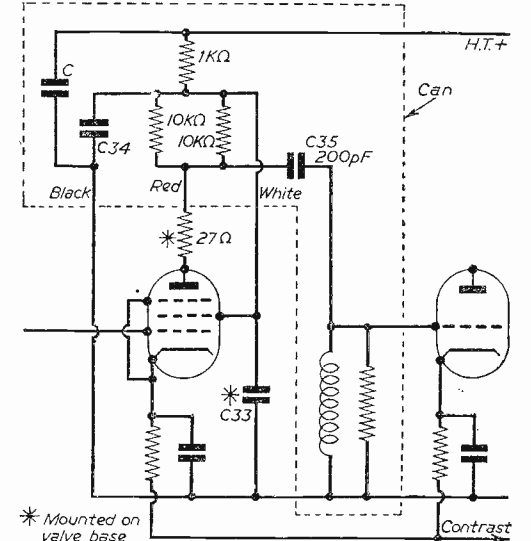 H.T.+
1KΩ
C
Can
10KΩ
10KΩ
C34
C35
200pF
Black
Red
White
* 27Ω
* C33
* Mounted on
valve base
Contrast